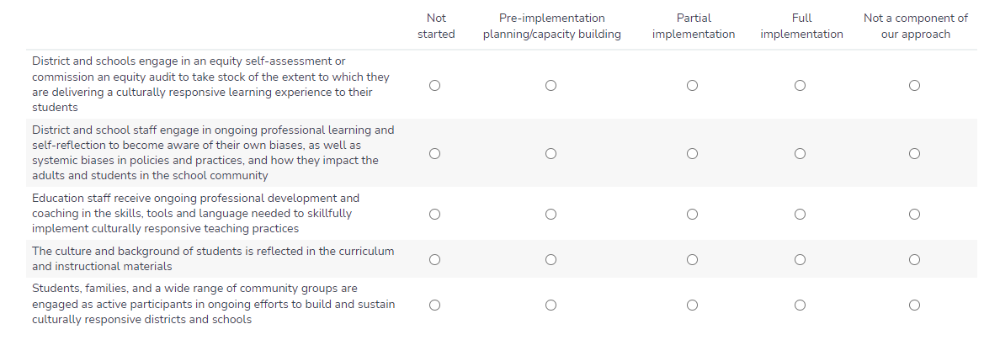 Not started
Pre-implementation planning/capacity building
Partial implementation
Full implementation
Not a component of our approach
District and schools engage in an equity self-assessment or
commission an equity audit to take stock of the extent to which they
are delivering a culturally responsive learning experience to their
students
District and school staff engage in ongoing professional learning and
self-reflection to become aware of their own biases, as well as
systemic biases in policies and practices, and how they impact the
adults and students in the school community
Education staff receive ongoing professional development and
coaching in the skills, tools and language needed to skillfully
implement culturally responsive teaching practices
The culture and background of students is reflected in the curriculum
and instructional materials
Students, families, and a wide range of community groups are
engaged as active participants in ongoing efforts to build and sustain
culturally responsive districts and schools